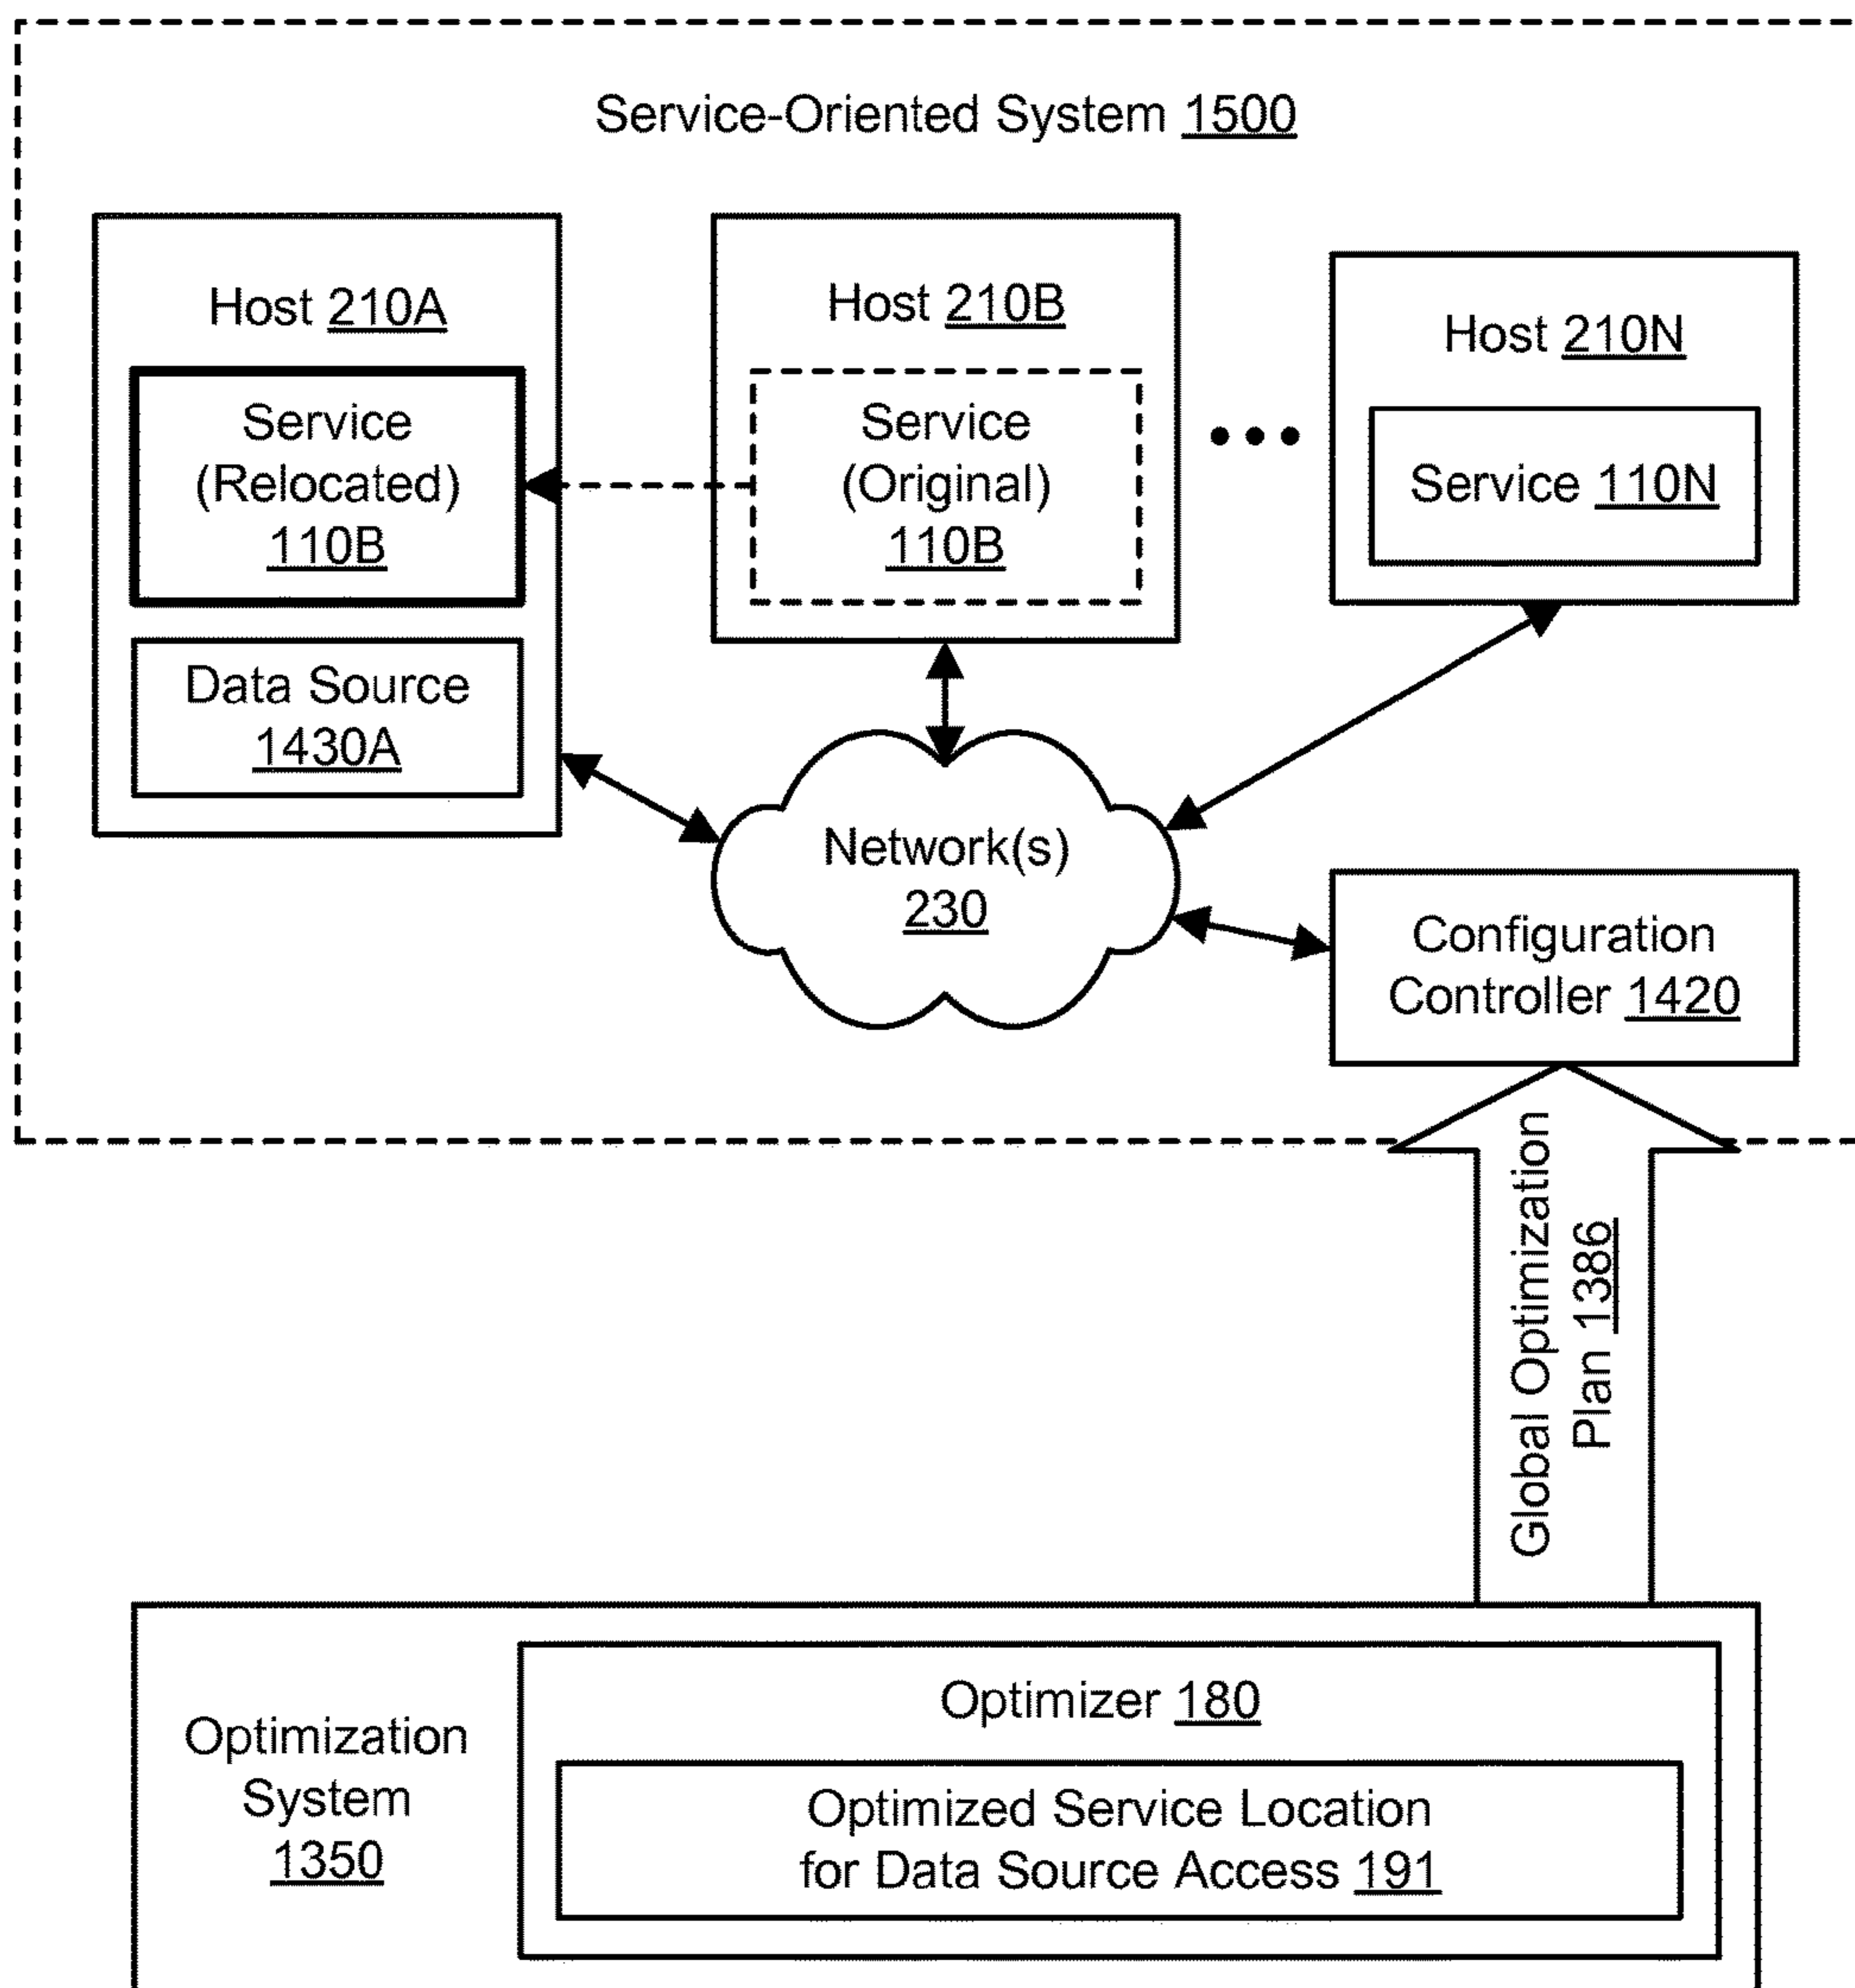 Service-Oriented System 1500
Host 210A
Service
(Relocated)
110B
Data Source
1430A
Host 210B
Service
(Original)
110B
•••
Host 210N
Service 110N
Network(s)
230
Configuration
Controller 1420
Global Optimization
Plan 1386
Optimization
System
1350
Optimizer 180
Optimized Service Location
for Data Source Access 191